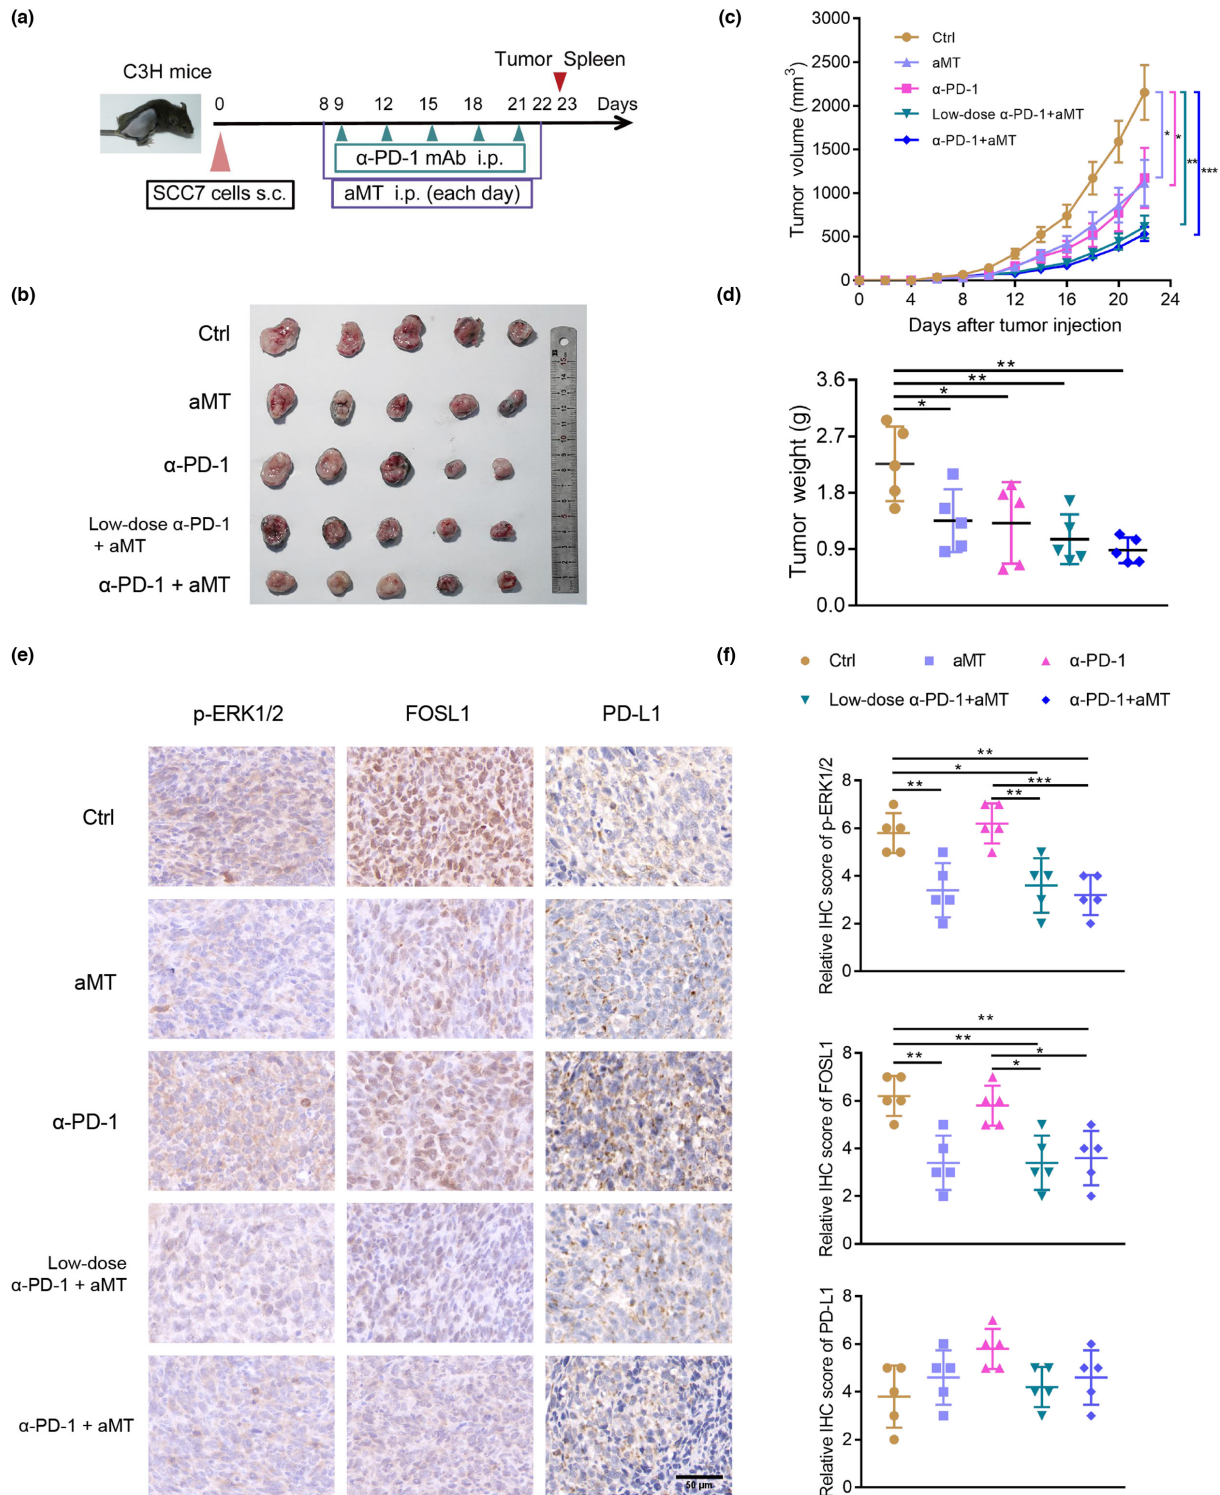 (a)
Tumor Spleen
C3H mice
0 8 9 12 15 18 21 22 23 Days
α-PD-1 mAb i.p.
SCC7 cells s.c.
aMT i.p. (each day)
(b)
Ctrl
aMT
α-PD-1
Low-dose α-PD-1
+ aMT
α-PD-1 + aMT
(c)
Tumor volume (mm3)
3000
2500
2000
1500
1000
500
0
0 4 8 12 16 20 24
Days after tumor injection
Ctrl
aMT
α-PD-1
Low-dose α-PD-1+aMT
α-PD-1+aMT
*
*
**
***
(d)
Tumor weight (g)
3.6
2.7
1.8
0.9
0.0
**
**
*
*
(e)
p-ERK1/2 FOSL1 PD-L1
Ctrl
aMT
α-PD-1
Low-dose
α-PD-1 + aMT
α-PD-1 + aMT
50 μm
(f)
Ctrl aMT α-PD-1
Low-dose α-PD-1+aMT α-PD-1+aMT
Relative IHC score of p-ERK1/2
8
6
4
2
0
**
*
***
**
**
Relative IHC score of FOSL1
8
6
4
2
0
**
**
*
**
*
Relative IHC score of PD-L1
8
6
4
2
0